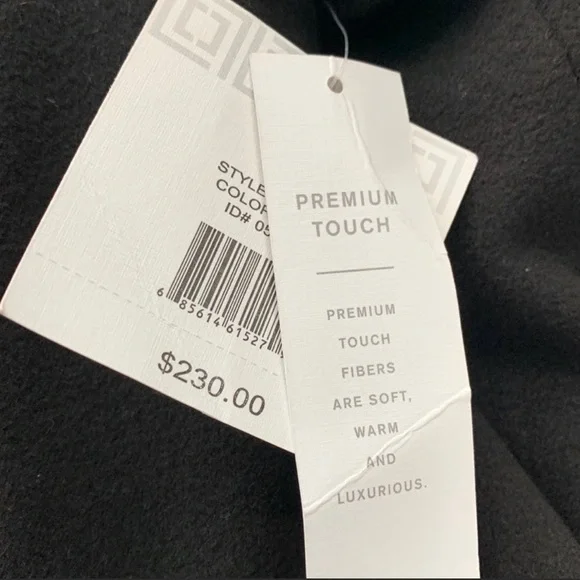 STYLE
COLOR
ID# 05
6 85614 61527
$230.00
PREMIUM
TOUCH
PREMIUM
TOUCH
FIBERS
ARE SOFT,
WARM
AND
LUXURIOUS.